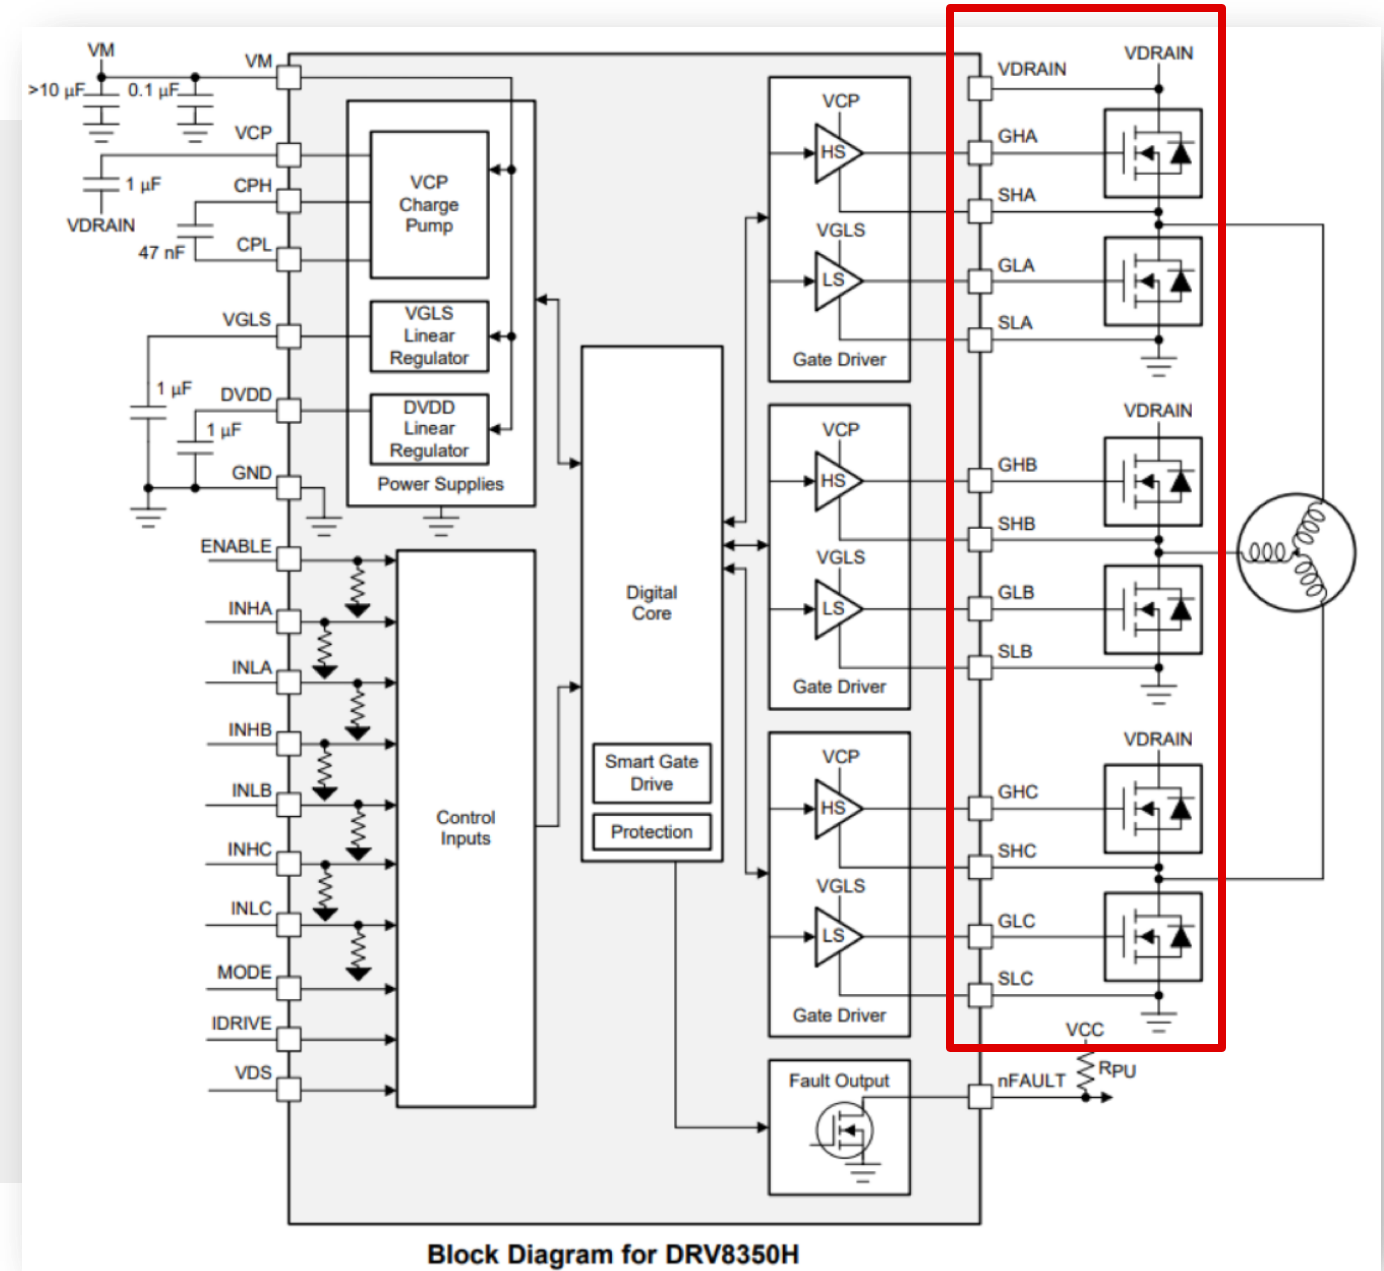 VM
>10 µF
0.1 µF
VM
VCP
1 µF
VDRAIN
CPH
47 nF
CPL
VGLS
1 µF
DVDD
1 µF
GND
ENABLE
INHA
INLA
INHB
INLB
INHC
INLC
MODE
IDRIVE
VDS
VCP
Charge
Pump
VGLS
Linear
Regulator
DVDD
Linear
Regulator
Power Supplies
Control
Inputs
Digital
Core
Smart Gate
Drive
Protection
VCP
HS
VGLS
LS
Gate Driver
VCP
HS
VGLS
LS
Gate Driver
VCP
HS
VGLS
LS
Gate Driver
Fault Output
VDRAIN
VDRAIN
GHA
SHA
GLA
SLA
VDRAIN
GHB
SHB
GLB
SLB
VDRAIN
GHC
SHC
GLC
SLC
VCC
RPU
nFAULT
Block Diagram for DRV8350H